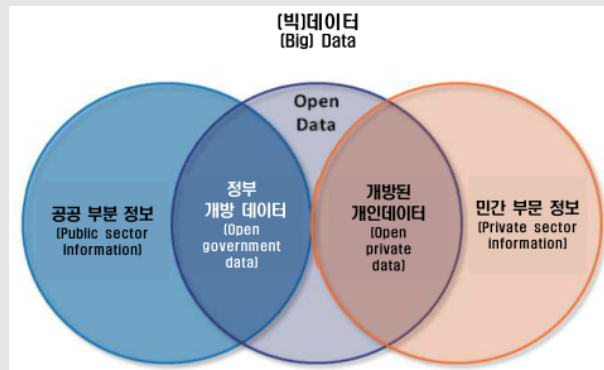 (빅)데이터
(Big) Data
Open
Data
공공 부분 정보
(Public sector
Information)
정부
개방 데이터
(Open
government
data)
개방된
개인데이터
(Open
private
data)
민간 부문 정보
(Private sector
information)